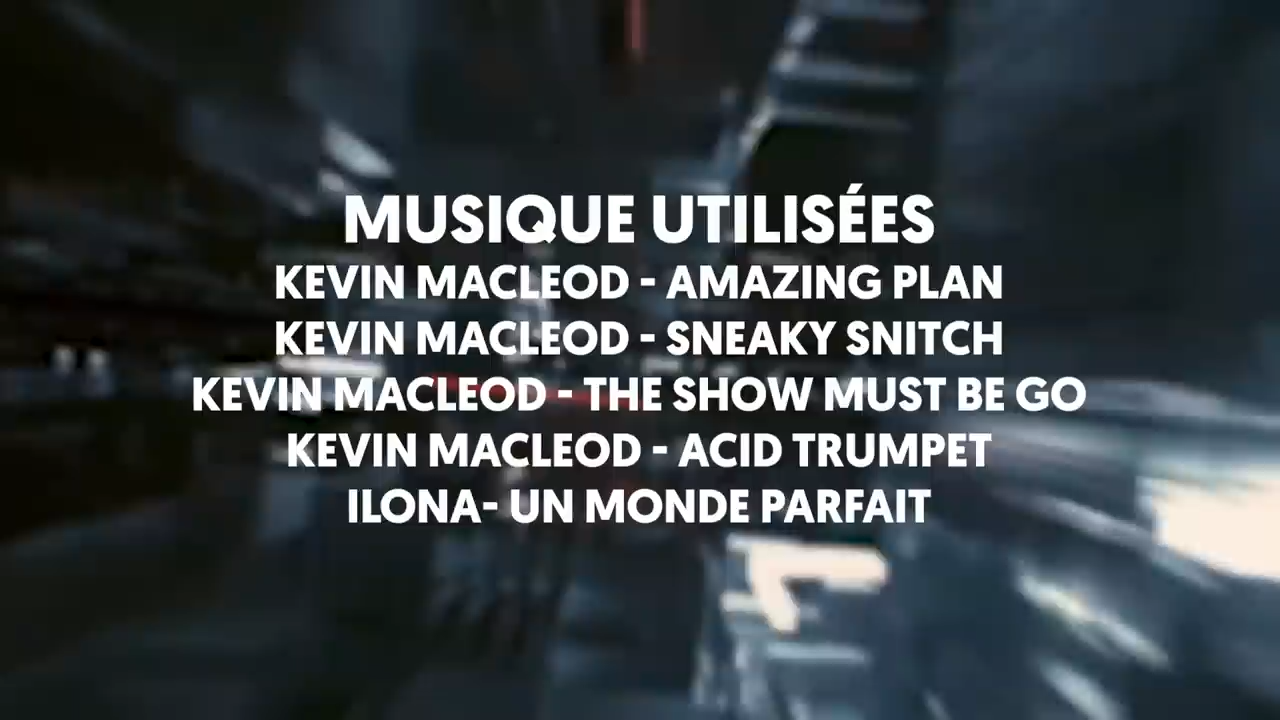 MUSIQUE UTILISÉES
KEVIN MACLEOD - AMAZING PLAN
KEVIN MACLEOD - SNEAKY SNITCH
KEVIN MACLEOD - THE SHOW MUST BE GO
KEVIN MACLEOD - ACID TRUMPET
ILONA- UN MONDE PARFAIT